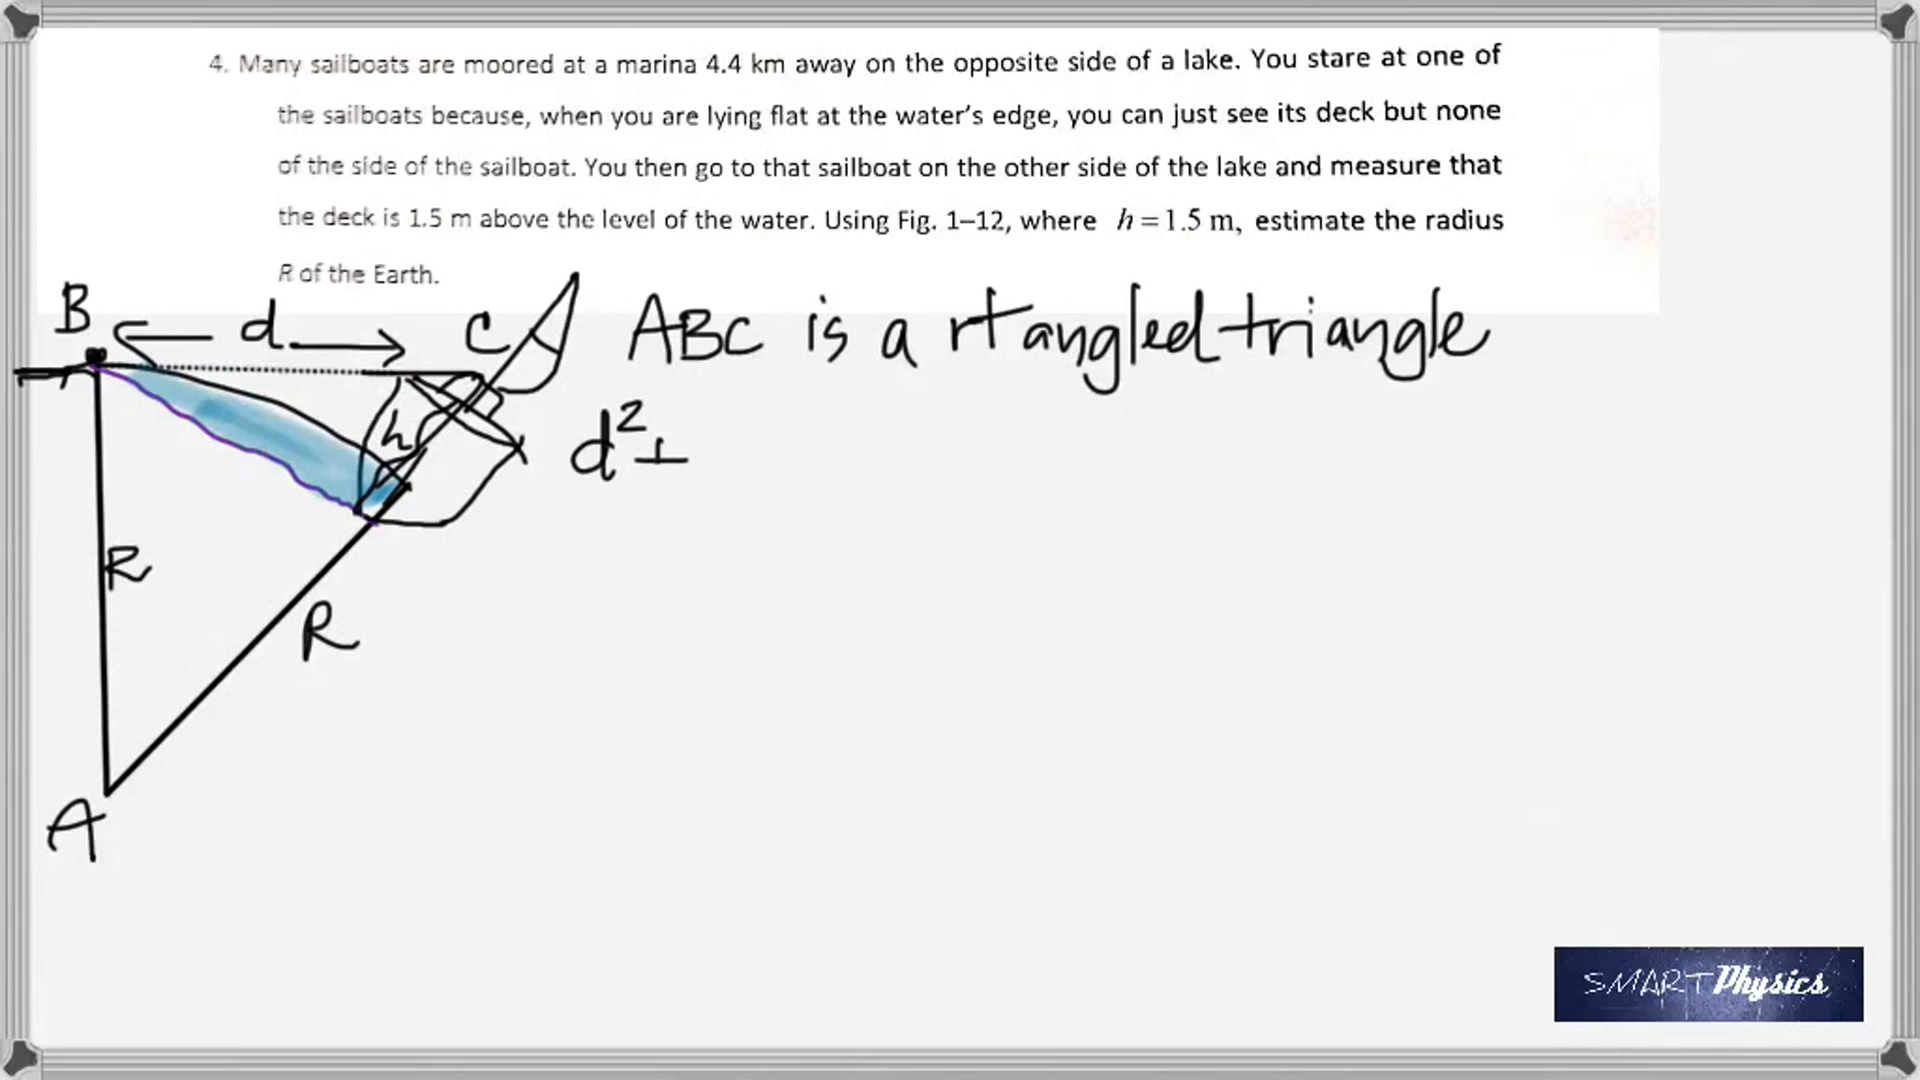 4. Many sailboats are moored at a marina 4.4 km away on the opposite side of a lake. You stare at one of
the sailboats because, when you are lying flat at the water’s edge, you can just see its deck but none
of the side of the sailboat. You then go to that sailboat on the other side of the lake and measure that
the deck is 1.5 m above the level of the water. Using Fig. 1–12, where h = 1.5 m, estimate the radius
R of the Earth.
B d C ABC is a rt angled triangle
h d² +
R
R
A
SMART Physics